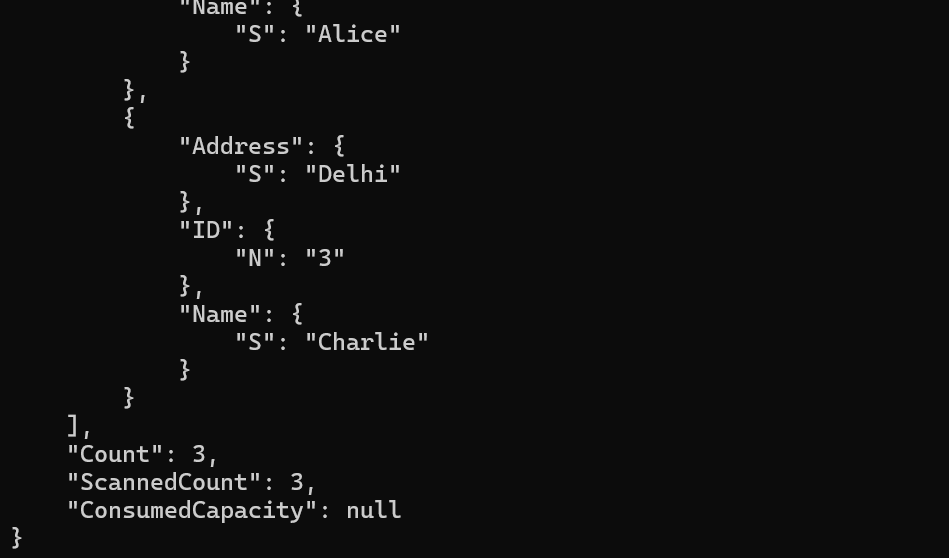 "Name": {
"S": "Alice"
}
},
{
"Address": {
"S": "Delhi"
},
"ID": {
"N": "3"
},
"Name": {
"S": "Charlie"
}
}
],
"Count": 3,
"ScannedCount": 3,
"ConsumedCapacity": null
}